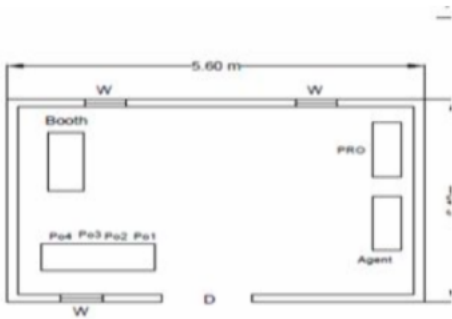 5.60 m
W W
Booth
PRO
Po4 Po3 Po2 Po1
Agent
D
W